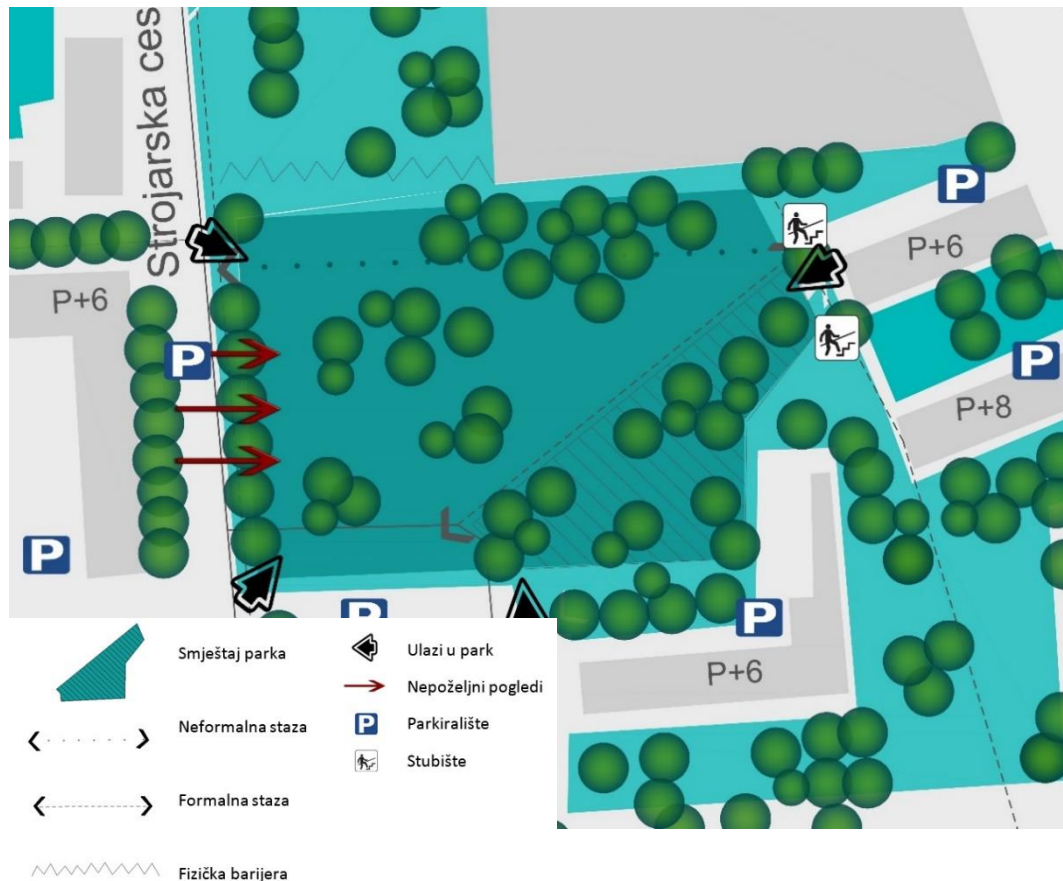 Strojarska ces
P
P+6
P+6
P
P
P+8
P
P
P
P+6
Smještaj parka
Neformalna staza
Formalna staza
Fizička barijera
Ulazi u park
Nepoželjni pogledi
P
Parkiralište
Stubište